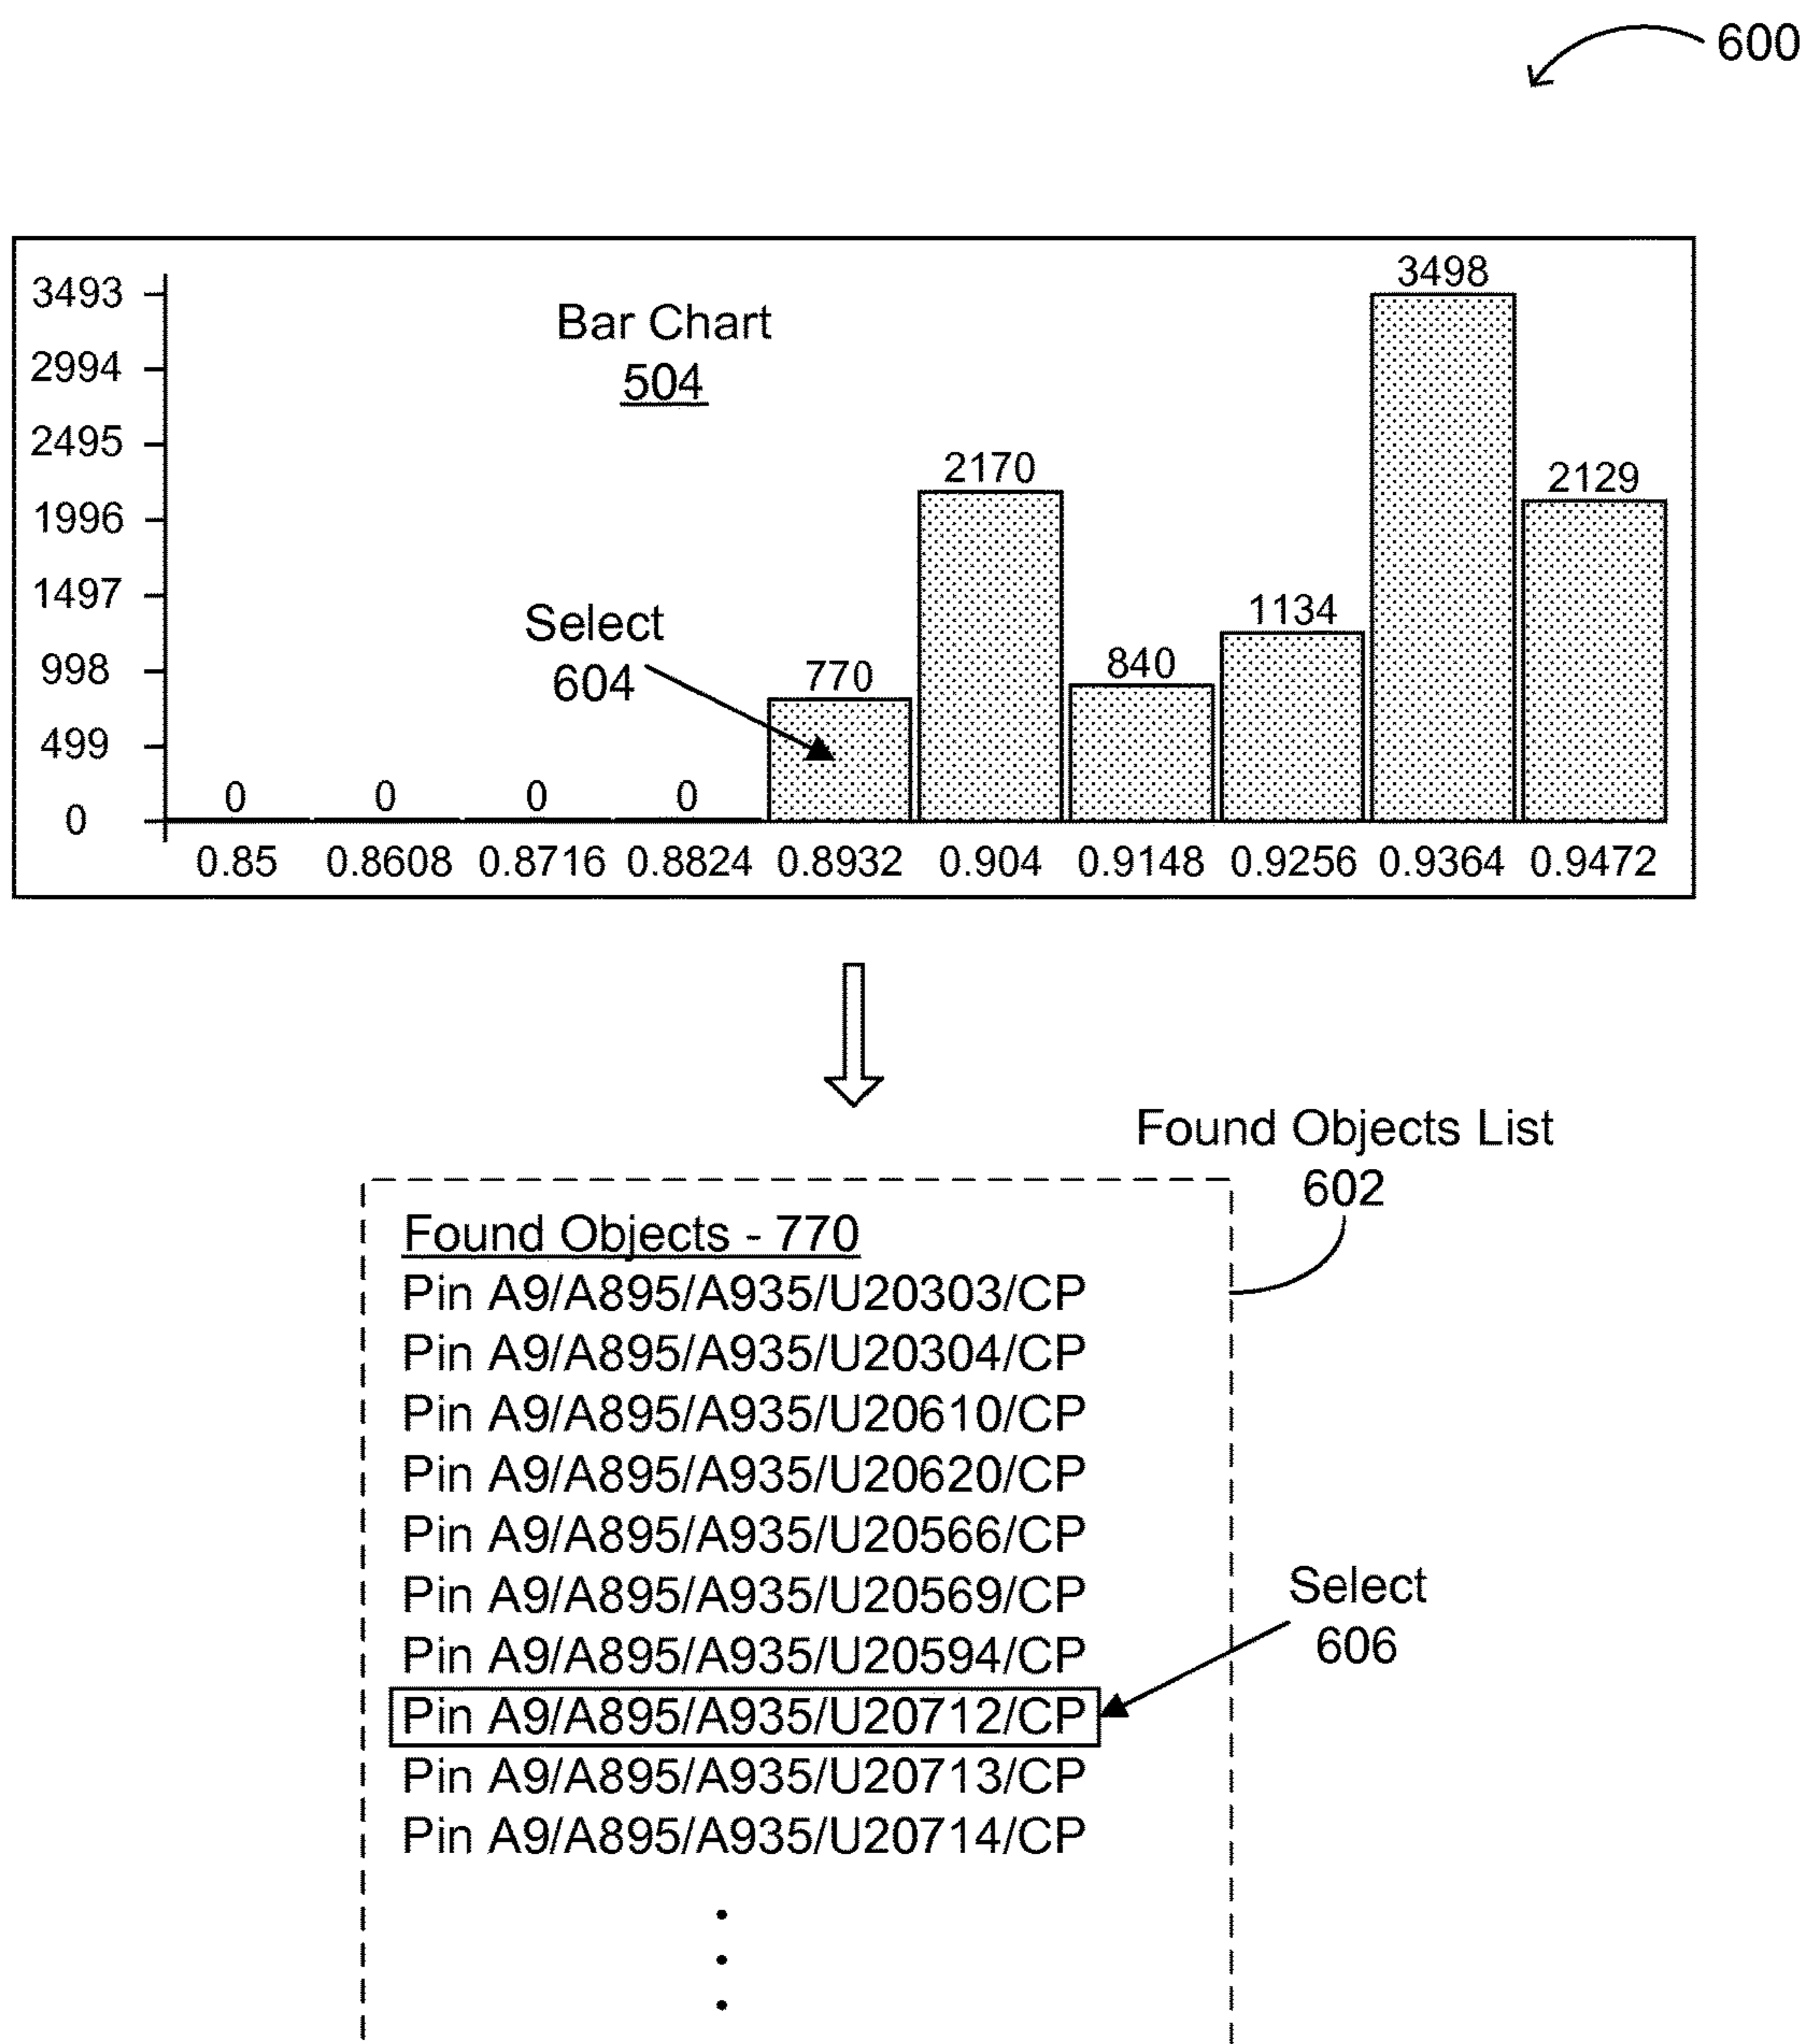 600
3493
2994
2495
1996
1497
998
499
0
Bar Chart
504
Select
604
0 0 0 0 770 2170 840 1134 3498 2129
0.85 0.8608 0.8716 0.8824 0.8932 0.904 0.9148 0.9256 0.9364 0.9472
Found Objects List
602
Found Objects - 770
Pin A9/A895/A935/U20303/CP
Pin A9/A895/A935/U20304/CP
Pin A9/A895/A935/U20610/CP
Pin A9/A895/A935/U20620/CP
Pin A9/A895/A935/U20566/CP
Pin A9/A895/A935/U20569/CP
Pin A9/A895/A935/U20594/CP
Pin A9/A895/A935/U20712/CP
Pin A9/A895/A935/U20713/CP
Pin A9/A895/A935/U20714/CP
Select
606